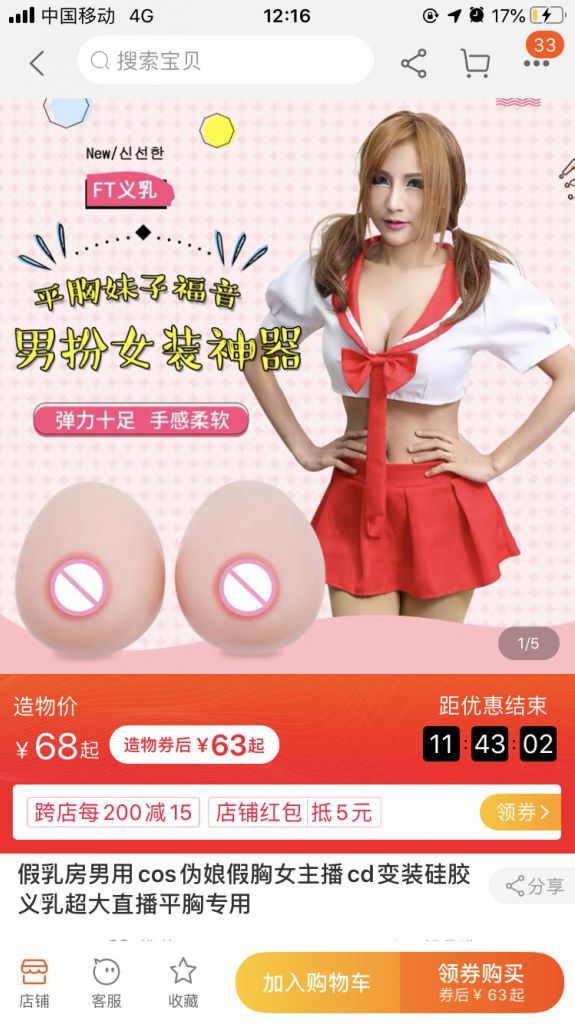 中国移动 4G 12:16 17%
33
搜索宝贝
New/신선한
FT义乳
平胸妹子福音
男扮女装神器
弹力十足 手感柔软
1/5
造物价
距优惠结束
¥68起 造物券后¥63起
11:43:02
跨店每200减15 店铺红包 抵5元 领券>
假乳房男用cos伪娘假胸女主播cd变装硅胶
义乳超大直播平胸专用
分享
店铺 客服 收藏
加入购物车
领券购买
券后¥63起